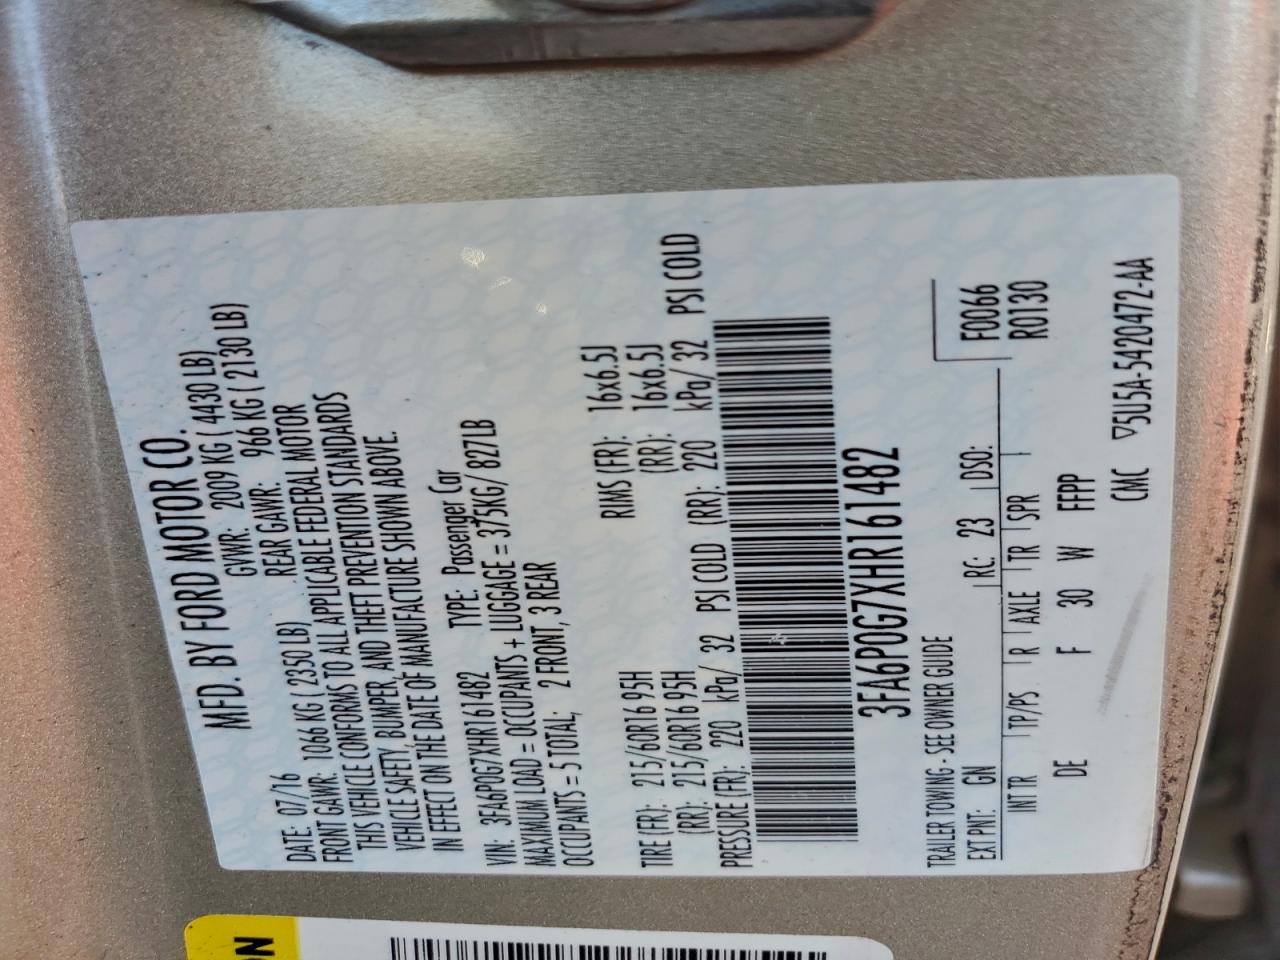 MFD. BY FORD MOTOR CO.
DATE: 07/16 GVWR: 2009 KG ( 4430 LB)
FRONT GAWR: 1066 KG ( 2350 LB) REAR GAWR: 966 KG ( 2130 LB)
THIS VEHICLE CONFORMS TO ALL APPLICABLE FEDERAL MOTOR
VEHICLE SAFETY, BUMPER, AND THEFT PREVENTION STANDARDS
IN EFFECT ON THE DATE OF MANUFACTURE SHOWN ABOVE.
VIN: 3FA6P0G7XHR161482 TYPE: Passenger Car
MAXIMUM LOAD = OCCUPANTS + LUGGAGE = 375KG/ 827LB
OCCUPANTS = 5 TOTAL; 2 FRONT, 3 REAR
TIRE (FR): 215/60R16 95H RIMS (FR): 16x6.5J
(RR): 215/60R16 95H (RR): 16x6.5J
PRESSURE (FR): 220 kPa/ 32 PSI COLD (RR): 220 kPa/ 32 PSI COLD
3FA6P0G7XHR161482
TRAILER TOWING - SEE OWNER GUIDE
EXT PNT: GN RC: 23 DSO: F0066
R0130
INT TR TP/PS R AXLE TR SPR
DE F 30 W FFPP
CMC ▽5U5A-5420472-AA
ON